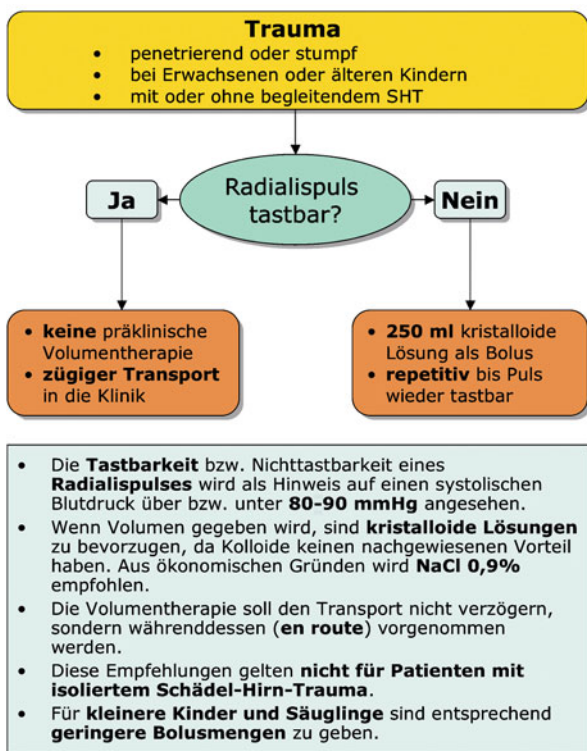 Trauma
• penetrierend oder stumpf
• bei Erwachsenen oder älteren Kindern
• mit oder ohne begleitendem SHT
Radialispuls
tastbar?
Ja
Nein
• keine präklinische
Volumentherapie
• zügiger Transport
in die Klinik
• 250 ml kristalloide
Lösung als Bolus
• repetitiv bis Puls
wieder tastbar
• Die Tastbarkeit bzw. Nichttastbarkeit eines
Radialispulses wird als Hinweis auf einen systolischen
Blutdruck über bzw. unter 80-90 mmHg angesehen.
• Wenn Volumen gegeben wird, sind kristalloide Lösungen
zu bevorzugen, da Kolloide keinen nachgewiesenen Vorteil
haben. Aus ökonomischen Gründen wird NaCl 0,9%
empfohlen.
• Die Volumentherapie soll den Transport nicht verzögern,
sondern währenddessen (en route) vorgenommen
werden.
• Diese Empfehlungen gelten nicht für Patienten mit
isoliertem Schädel-Hirn-Trauma.
• Für kleinere Kinder und Säuglinge sind entsprechend
geringere Bolusmengen zu geben.